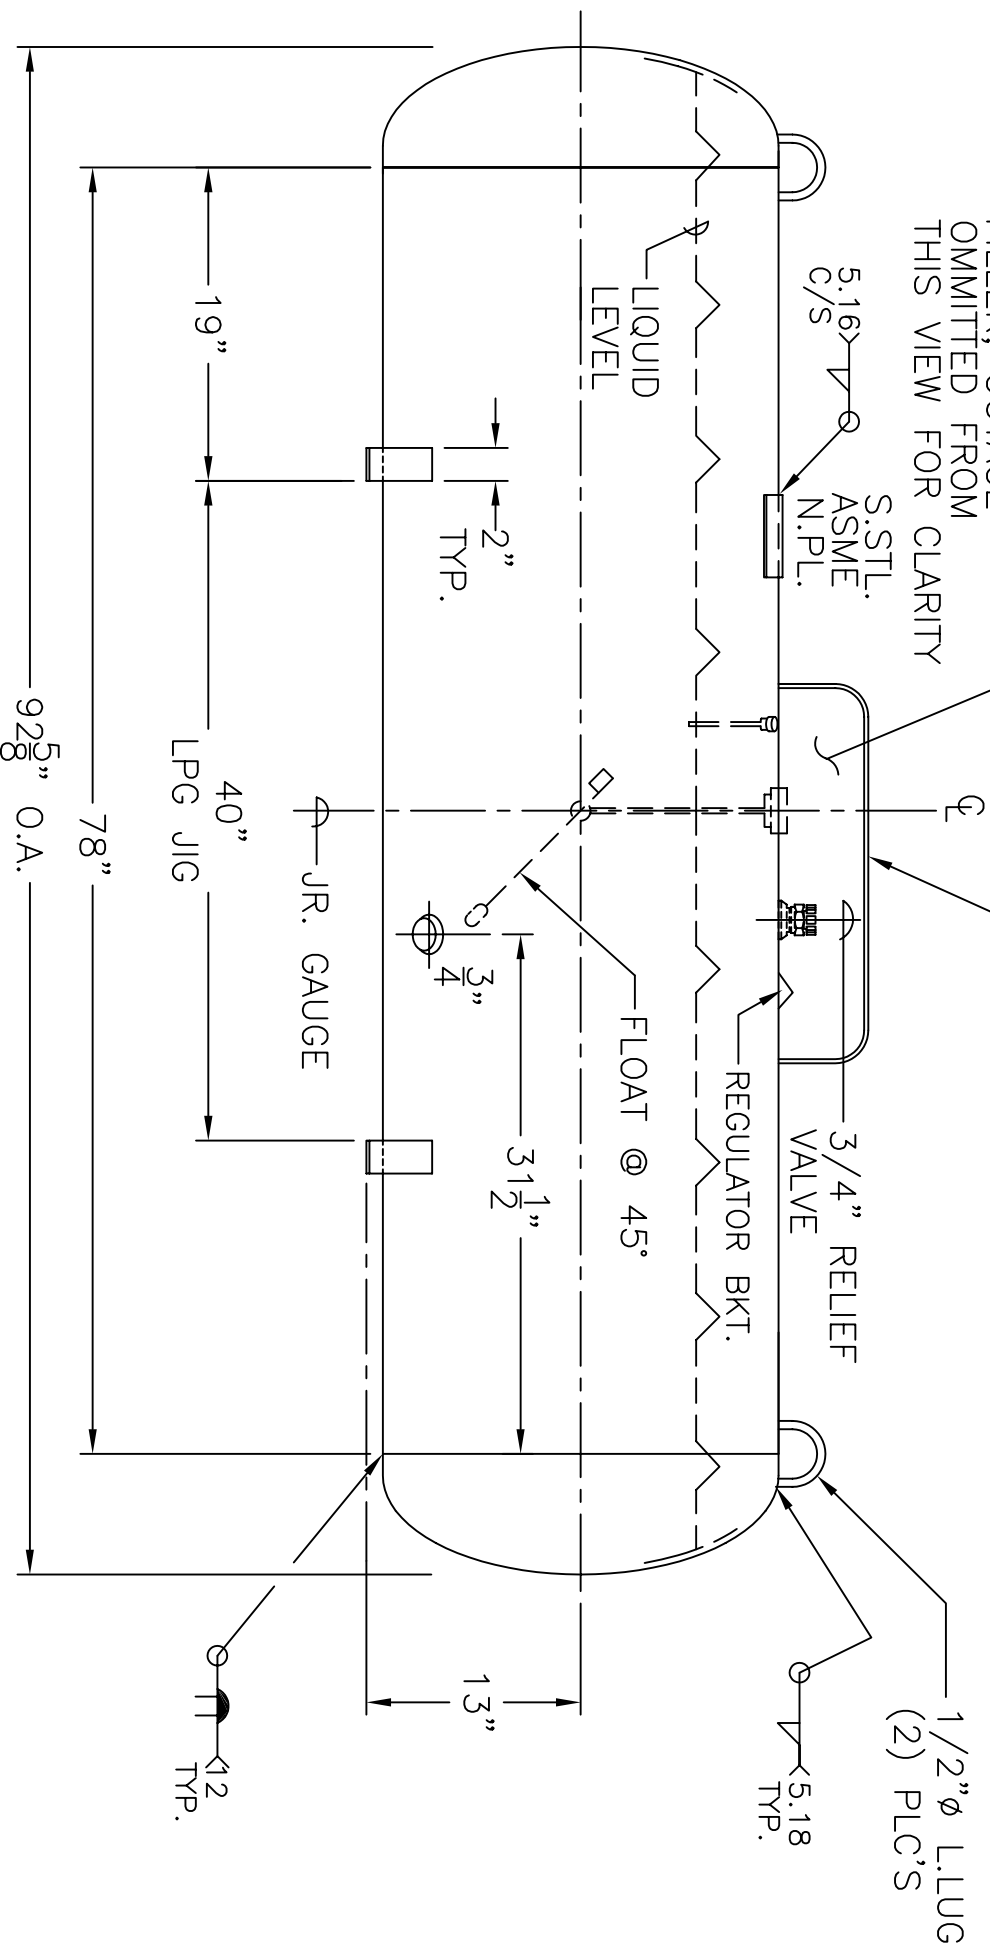 OMMITTED FROM
THIS VIEW FOR CLARITY
5.16
C/S
S.STL.
ASME
N.PL.
LIQUID
LEVEL
2"
TYP.
19"
40"
LPG JIG
78"
92 5/8" O.A.
JR. GAUGE
3/4"
FLOAT @ 45°
31 1/2"
REGULATOR BKT.
3/4" RELIEF
VALVE
℄
13"
1/2"ø L.LUG
(2) PLC'S
5.18
TYP.
12
TYP.